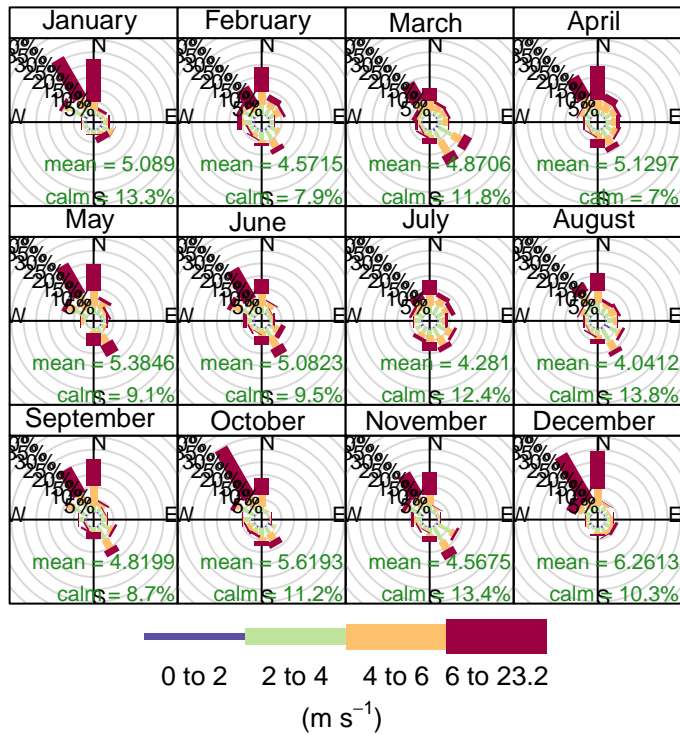 January February March April
N N N N
W E
mean = 5.089 mean = 4.5715 mean = 4.8706 mean = 5.1297
calm = 13.3% calm = 7.9% calm = 11.8% calm = 7%
May June July August
N N N N
W E
mean = 5.3846 mean = 5.0823 mean = 4.281 mean = 4.0412
calm = 9.1% calm = 9.5% calm = 12.4% calm = 13.8%
September October November December
N N N N
W E
mean = 4.8199 mean = 5.6193 mean = 4.5675 mean = 6.2613
calm = 8.7% calm = 11.2% calm = 13.4% calm = 10.3%
0 to 2 2 to 4 4 to 6 6 to 23.2
(m s⁻¹)